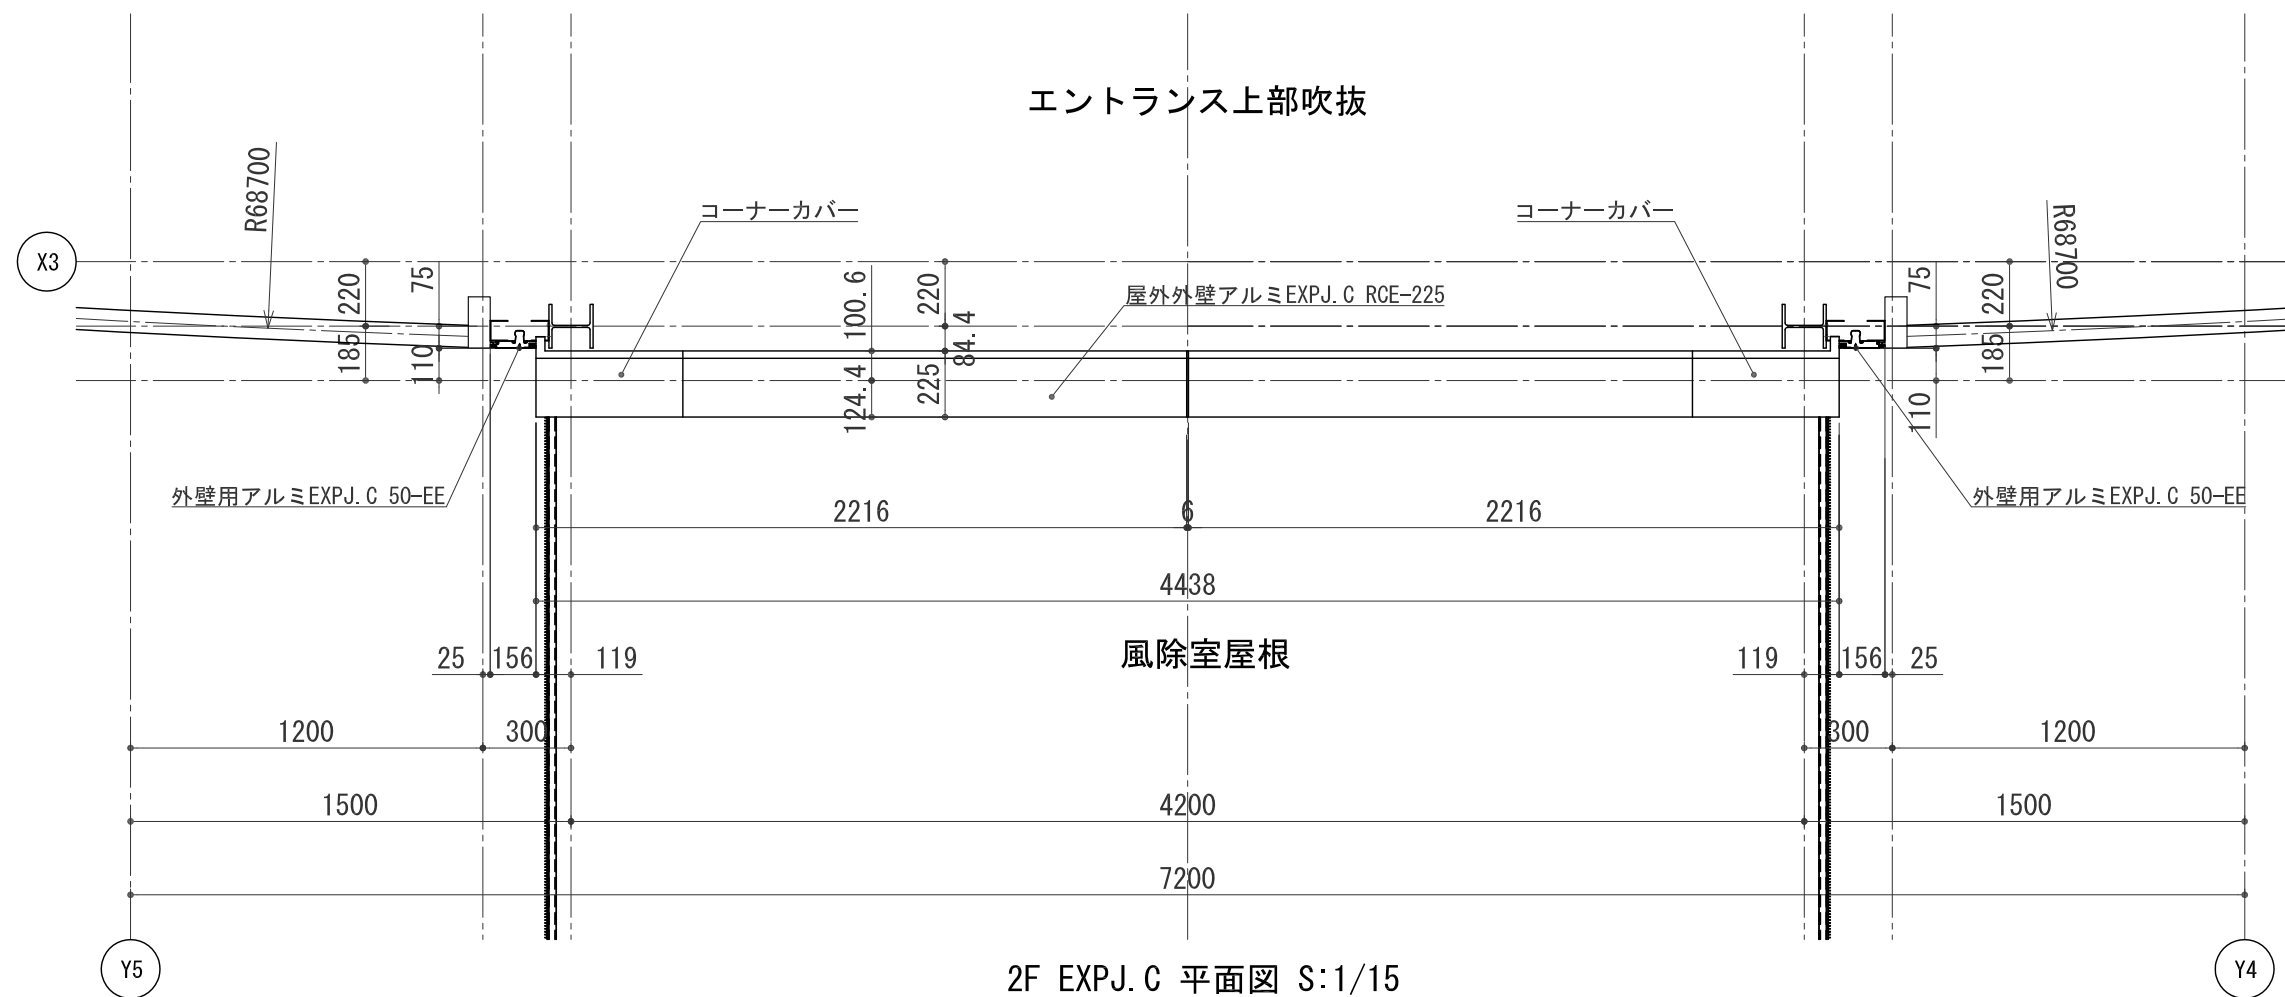 エントランス上部吹抜
R68700
R68700
コーナーカバー
コーナーカバー
X3
220
75
100.6
220
75
220
屋外外壁アルミEXPJ.C RCE-225
185
110
84.4
124.4
225
185
110
外壁用アルミEXPJ.C 50-EE
外壁用アルミEXPJ.C 50-EE
2216
6
2216
4438
風除室屋根
25
156
119
119
156
25
1200
300
300
1200
1500
4200
1500
7200
Y5
Y4
2F EXPJ.C 平面図 S:1/15